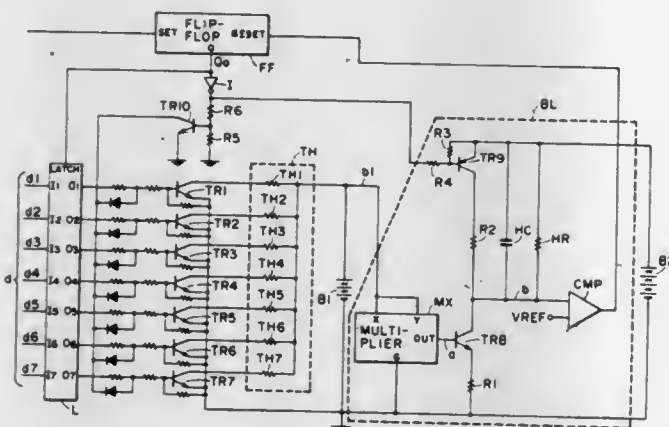 FLIP-
SET FLOP RESET
Q0
FF
I
TR10
R6
R5
BL
R3
TR9
R4
TH
LATCH
d1 I1 O1 TR1 TH1 b1
d2 I2 O2 TR2 TH2
d3 I3 O3 TR3 TH3
d d4 I4 O4 TR4 TH4
d5 I5 O5 TR5 TH5
d6 I6 O6 TR6 TH6
d7 I7 O7 TR7 TH7
L
B1
R2
HC
HR
CMP
b
VREF
MX
X Y
MULTI-
PLIER
OUT
G
a
TR8
R1